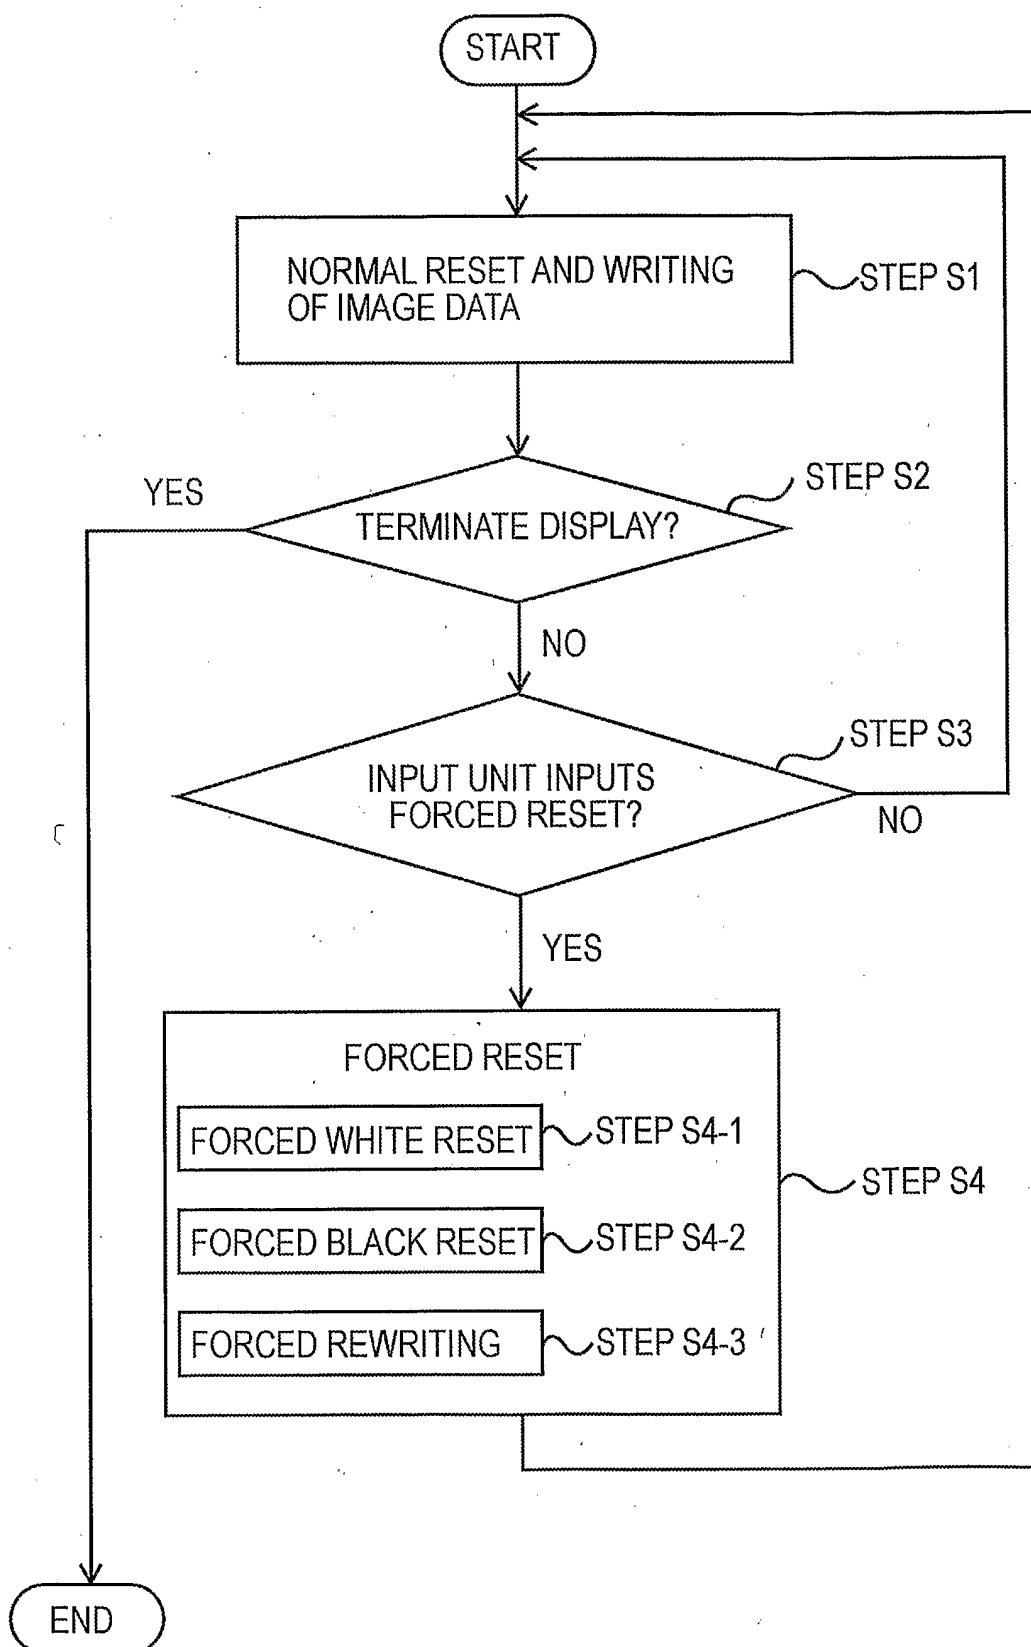 START
NORMAL RESET AND WRITING
OF IMAGE DATA
STEP S1
YES
STEP S2
TERMINATE DISPLAY?
NO
STEP S3
INPUT UNIT INPUTS
FORCED RESET?
NO
YES
FORCED RESET
FORCED WHITE RESET
STEP S4-1
STEP S4
FORCED BLACK RESET
STEP S4-2
FORCED REWRITING
STEP S4-3
END